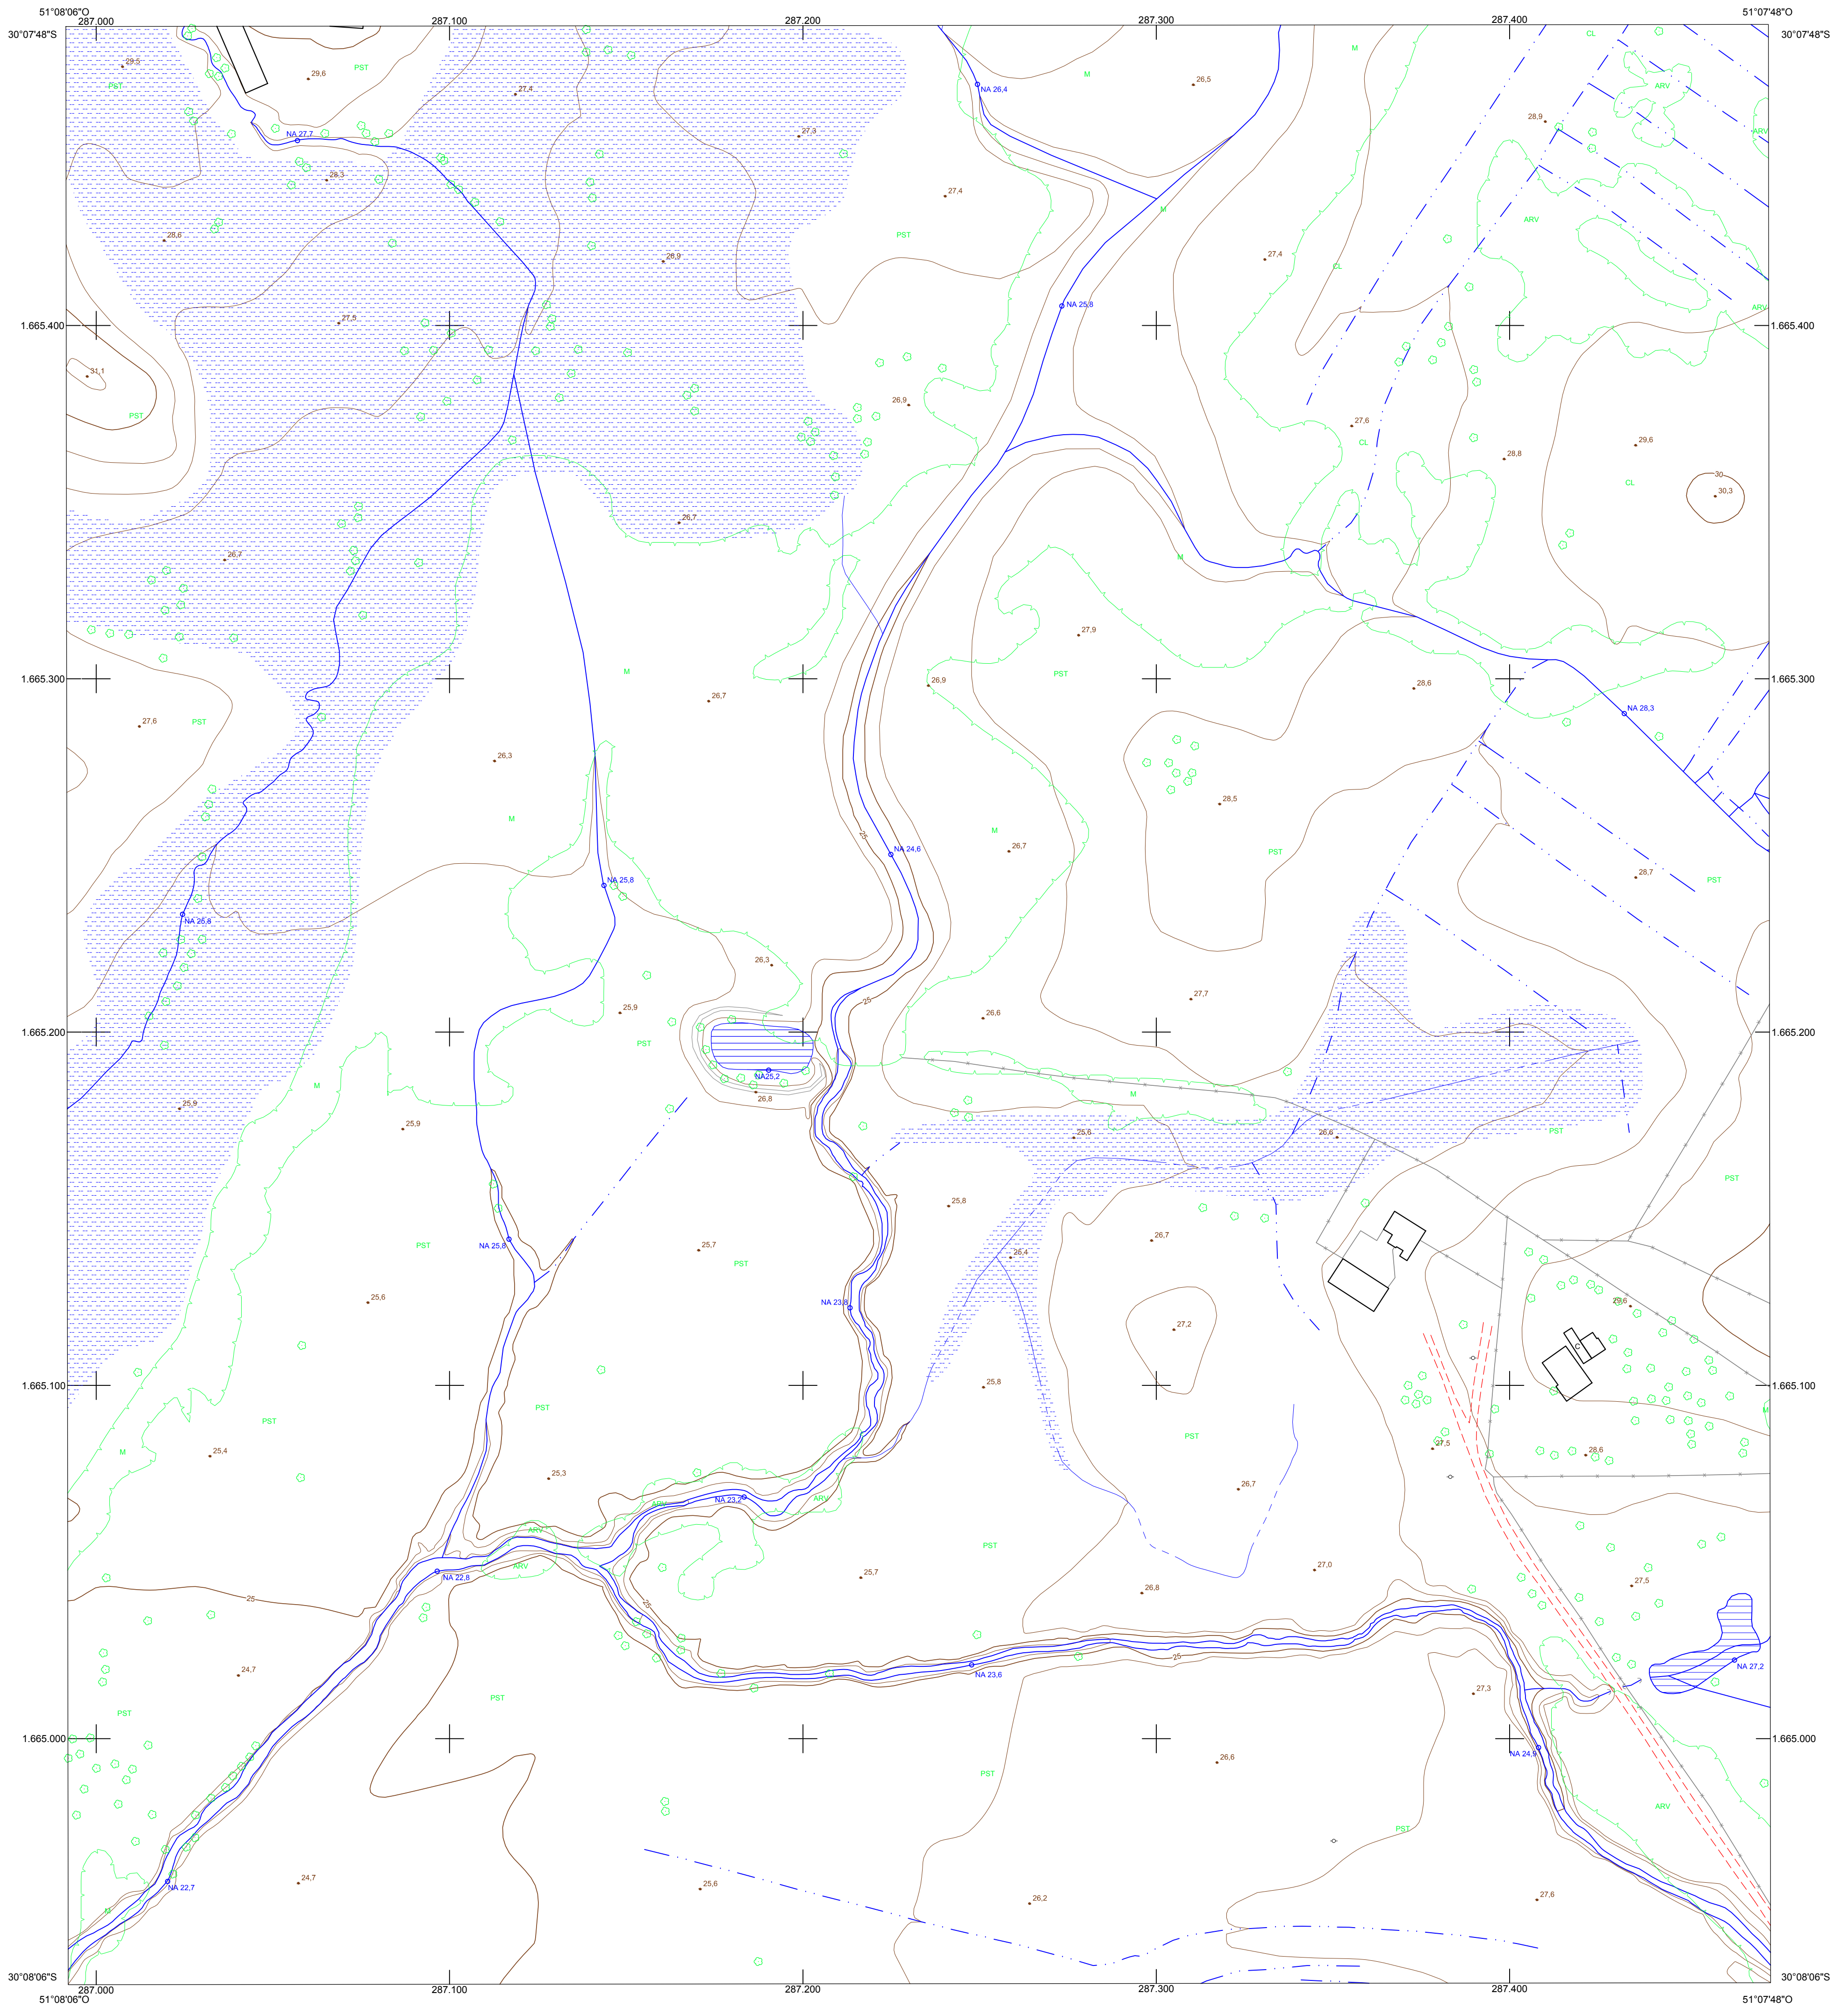 51°08'06"O
287.000
287.100
287.200
287.300
287.400
51°07'48"O
30°07'48"S
30°07'48"S
CL
M
M
29,5
29,6
PST
PST
27,4
NA 26,4
26,5
ARV
28,9
NA 27,7
27,3
ARV
28,3
27,4
M
ARV
28,6
PST
26,9
27,4
CL
NA 25,8
ARV
27,9
1.665.400
1.665.400
31,1
26,9
PST
27,6
CL
29,6
28,8
30
CL
30,3
26,7
26,7
M
27,9
M
PST
1.665.300
1.665.300
26,7
26,9
28,6
27,6
PST
NA 28,3
26,3
28,5
M
M
25
NA 24,6
26,7
PST
28,7
PST
NA 25,8
NA 25,8
26,3
27,7
25
25,9
26,6
1.665.200
1.665.200
PST
NA25,2
M
26,8
M
25,9
25,9
25,6
26,6
PST
PST
25,8
26,7
PST
25,7
PST
26,4
25,6
NA 25,8
NA 23,8
29,6
27,2
C
1.665.100
1.665.100
25,8
PST
M
PST
PST
M
25,4
27,5
28,6
25,3
26,7
NA 23,2
ARV
ARV
ARV
ARV
PST
NA 22,8
25,7
27,0
26,8
27,5
25
25
24,7
25
NA 23,6
NA 27,2
PST
PST
27,3
1.665.000
1.665.000
NA 24,9
26,6
PST
ARV
PST
24,7
NA 22,7
25,6
26,2
27,6
M
30°08'06"S
30°08'06"S
287.000
287.100
287.200
287.300
287.400
51°08'06"O
51°07'48"O